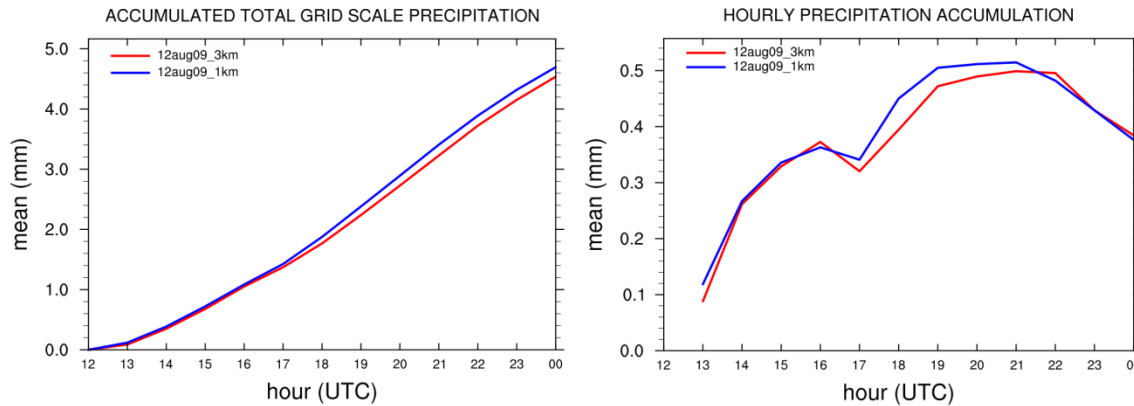 ACCUMULATED TOTAL GRID SCALE PRECIPITATION
5.0
4.0
3.0
2.0
1.0
0.0
mean (mm)
12aug09_3km
12aug09_1km
12 13 14 15 16 17 18 19 20 21 22 23 00
hour (UTC)
HOURLY PRECIPITATION ACCUMULATION
0.5
0.4
0.3
0.2
0.1
0.0
mean (mm)
12aug09_3km
12aug09_1km
12 13 14 15 16 17 18 19 20 21 22 23 0
hour (UTC)